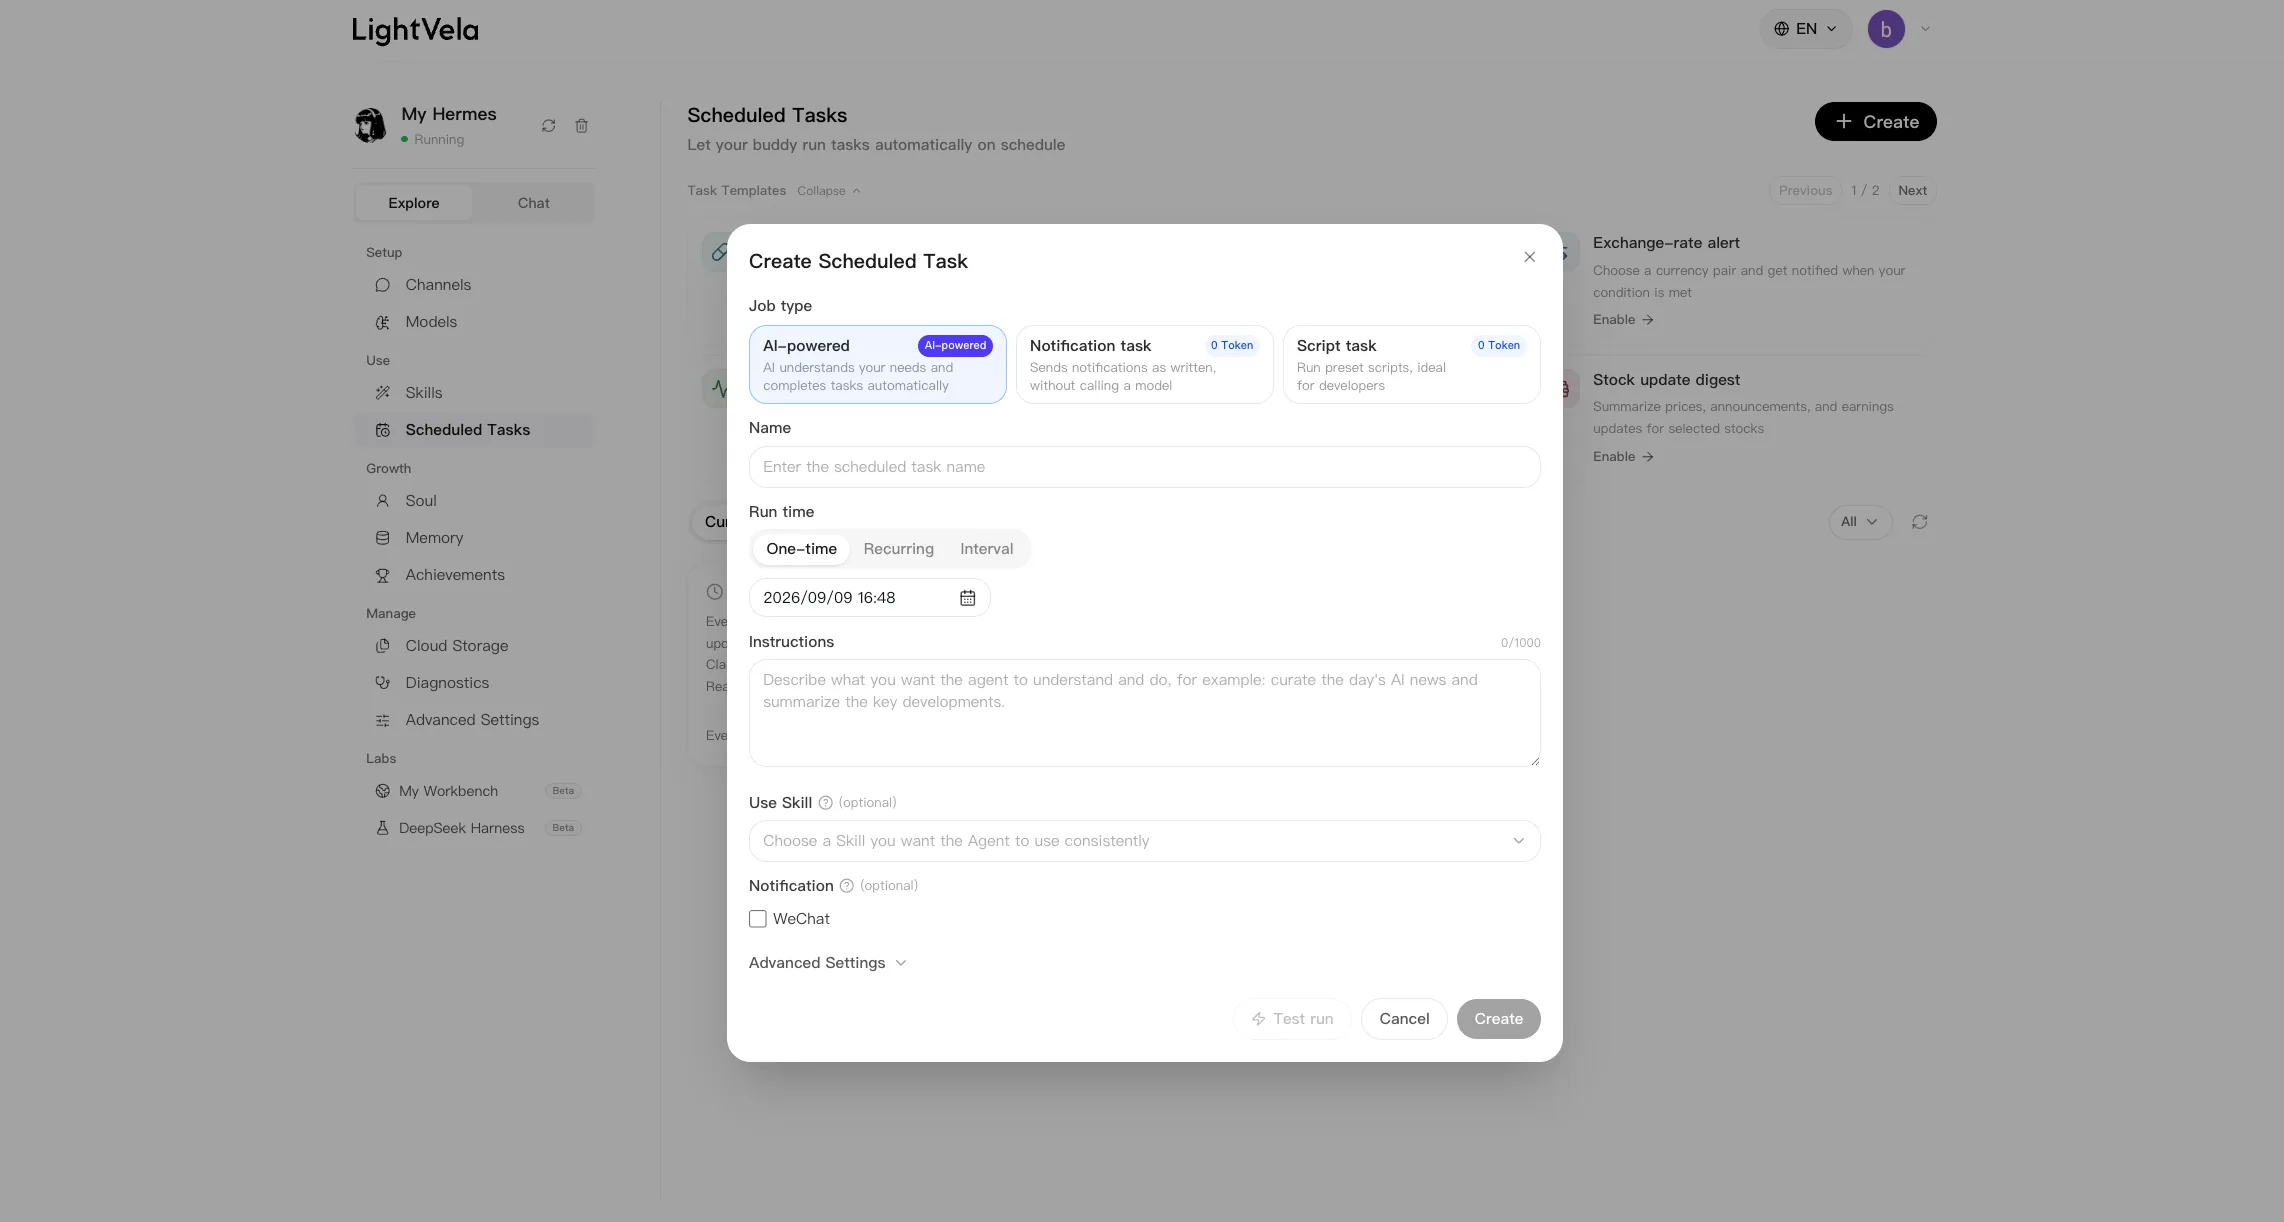 LightVela
EN
b
My Hermes
Running
Explore
Chat
Setup
Channels
Models
Use
Skills
Scheduled Tasks
Growth
Soul
Memory
Achievements
Manage
Cloud Storage
Diagnostics
Advanced Settings
Labs
My Workbench
Beta
DeepSeek Harness
Beta
Scheduled Tasks
Let your buddy run tasks automatically on schedule
+ Create
Task Templates
Collapse
Previous
1 / 2
Next
Exchange-rate alert
Choose a currency pair and get notified when your
condition is met
Enable →
Stock update digest
Summarize prices, announcements, and earnings
updates for selected stocks
Enable →
All
Create Scheduled Task
Job type
AI-powered
AI-powered
AI understands your needs and
completes tasks automatically
Notification task
0 Token
Sends notifications as written,
without calling a model
Script task
0 Token
Run preset scripts, ideal
for developers
Name
Enter the scheduled task name
Run time
One-time
Recurring
Interval
2026/09/09 16:48
Instructions
0/1000
Describe what you want the agent to understand and do, for example: curate the day's AI news and
summarize the key developments.
Use Skill
(optional)
Choose a Skill you want the Agent to use consistently
Notification
(optional)
WeChat
Advanced Settings
Test run
Cancel
Create